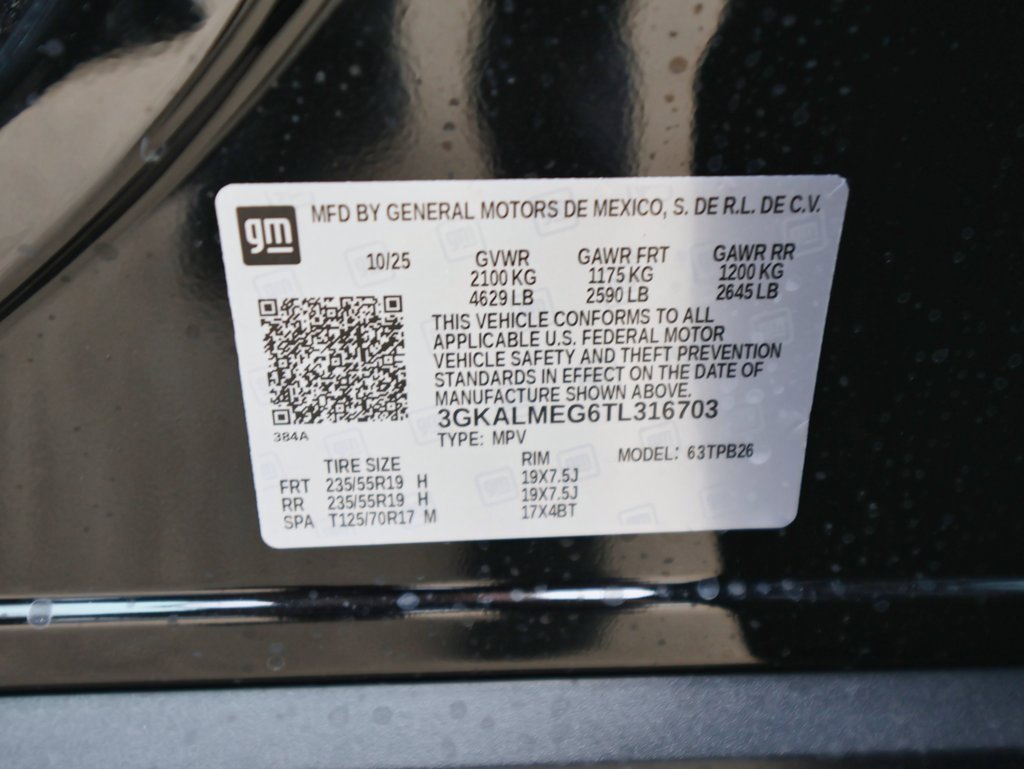 gm MFD BY GENERAL MOTORS DE MEXICO, S. DE R.L. DE C.V.
10/25 GVWR GAWR FRT GAWR RR
2100 KG 1175 KG 1200 KG
4629 LB 2590 LB 2645 LB
THIS VEHICLE CONFORMS TO ALL
APPLICABLE U.S. FEDERAL MOTOR
VEHICLE SAFETY AND THEFT PREVENTION
STANDARDS IN EFFECT ON THE DATE OF
MANUFACTURE SHOWN ABOVE.
3GKALMEG6TL316703
384A
TYPE: MPV MODEL: 63TPB26
TIRE SIZE RIM
FRT 235/55R19 H 19X7.5J
RR 235/55R19 H 19X7.5J
SPA T125/70R17 M 17X4BT